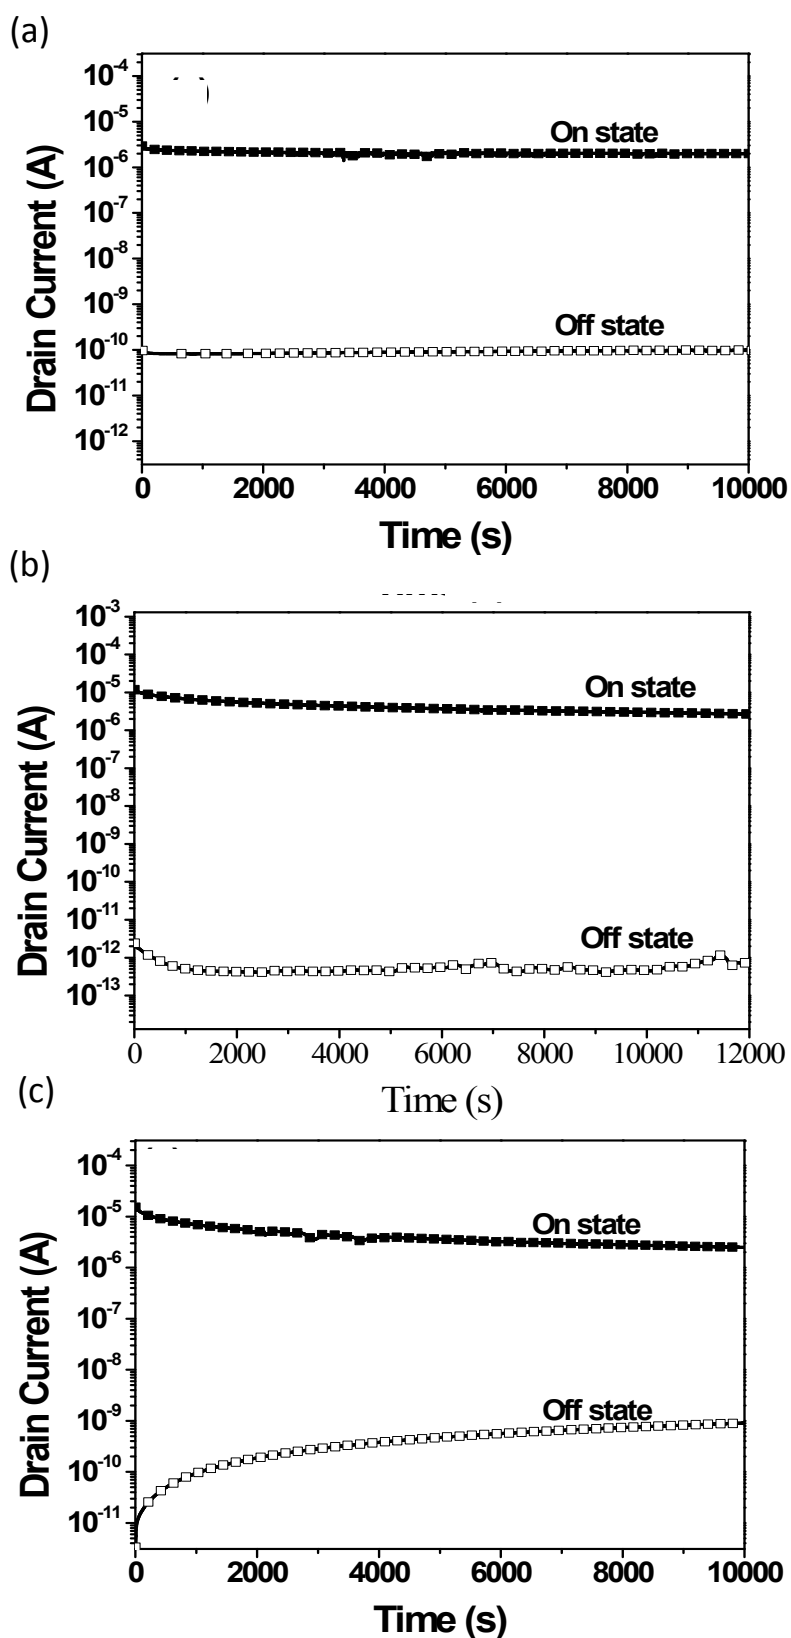 (a)
10⁻⁴
10⁻⁵
10⁻⁶
10⁻⁷
10⁻⁸
10⁻⁹
10⁻¹⁰
10⁻¹¹
10⁻¹²
Drain Current (A)
On state
Off state
0 2000 4000 6000 8000 10000
Time (s)
(b)
10⁻³
10⁻⁴
10⁻⁵
10⁻⁶
10⁻⁷
10⁻⁸
10⁻⁹
10⁻¹⁰
10⁻¹¹
10⁻¹²
10⁻¹³
Drain Current (A)
On state
Off state
0 2000 4000 6000 8000 10000 12000
Time (s)
(c)
10⁻⁴
10⁻⁵
10⁻⁶
10⁻⁷
10⁻⁸
10⁻⁹
10⁻¹⁰
10⁻¹¹
Drain Current (A)
On state
Off state
0 2000 4000 6000 8000 10000
Time (s)